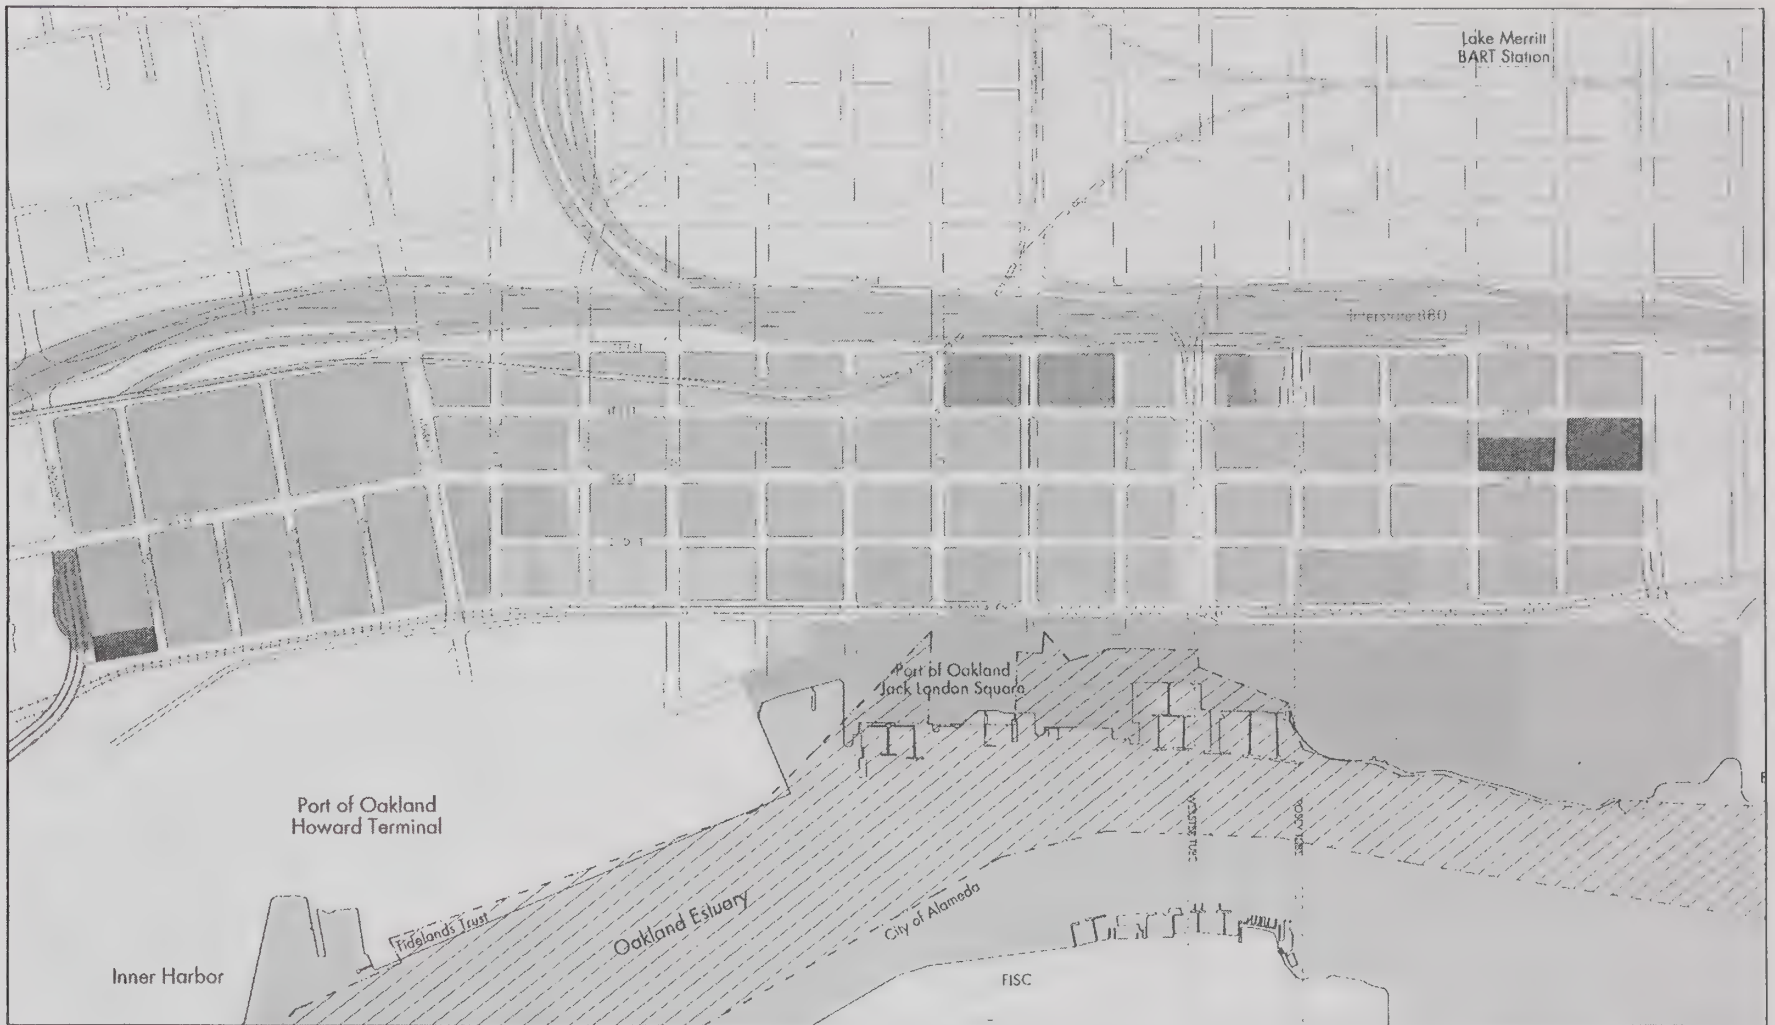 Lake Merritt
BART Station
Interstate 880
Port of Oakland
Jack London Square
Port of Oakland
Howard Terminal
Tidelands Trust
Oakland Estuary
City of Alameda
Inner Harbor
FISC